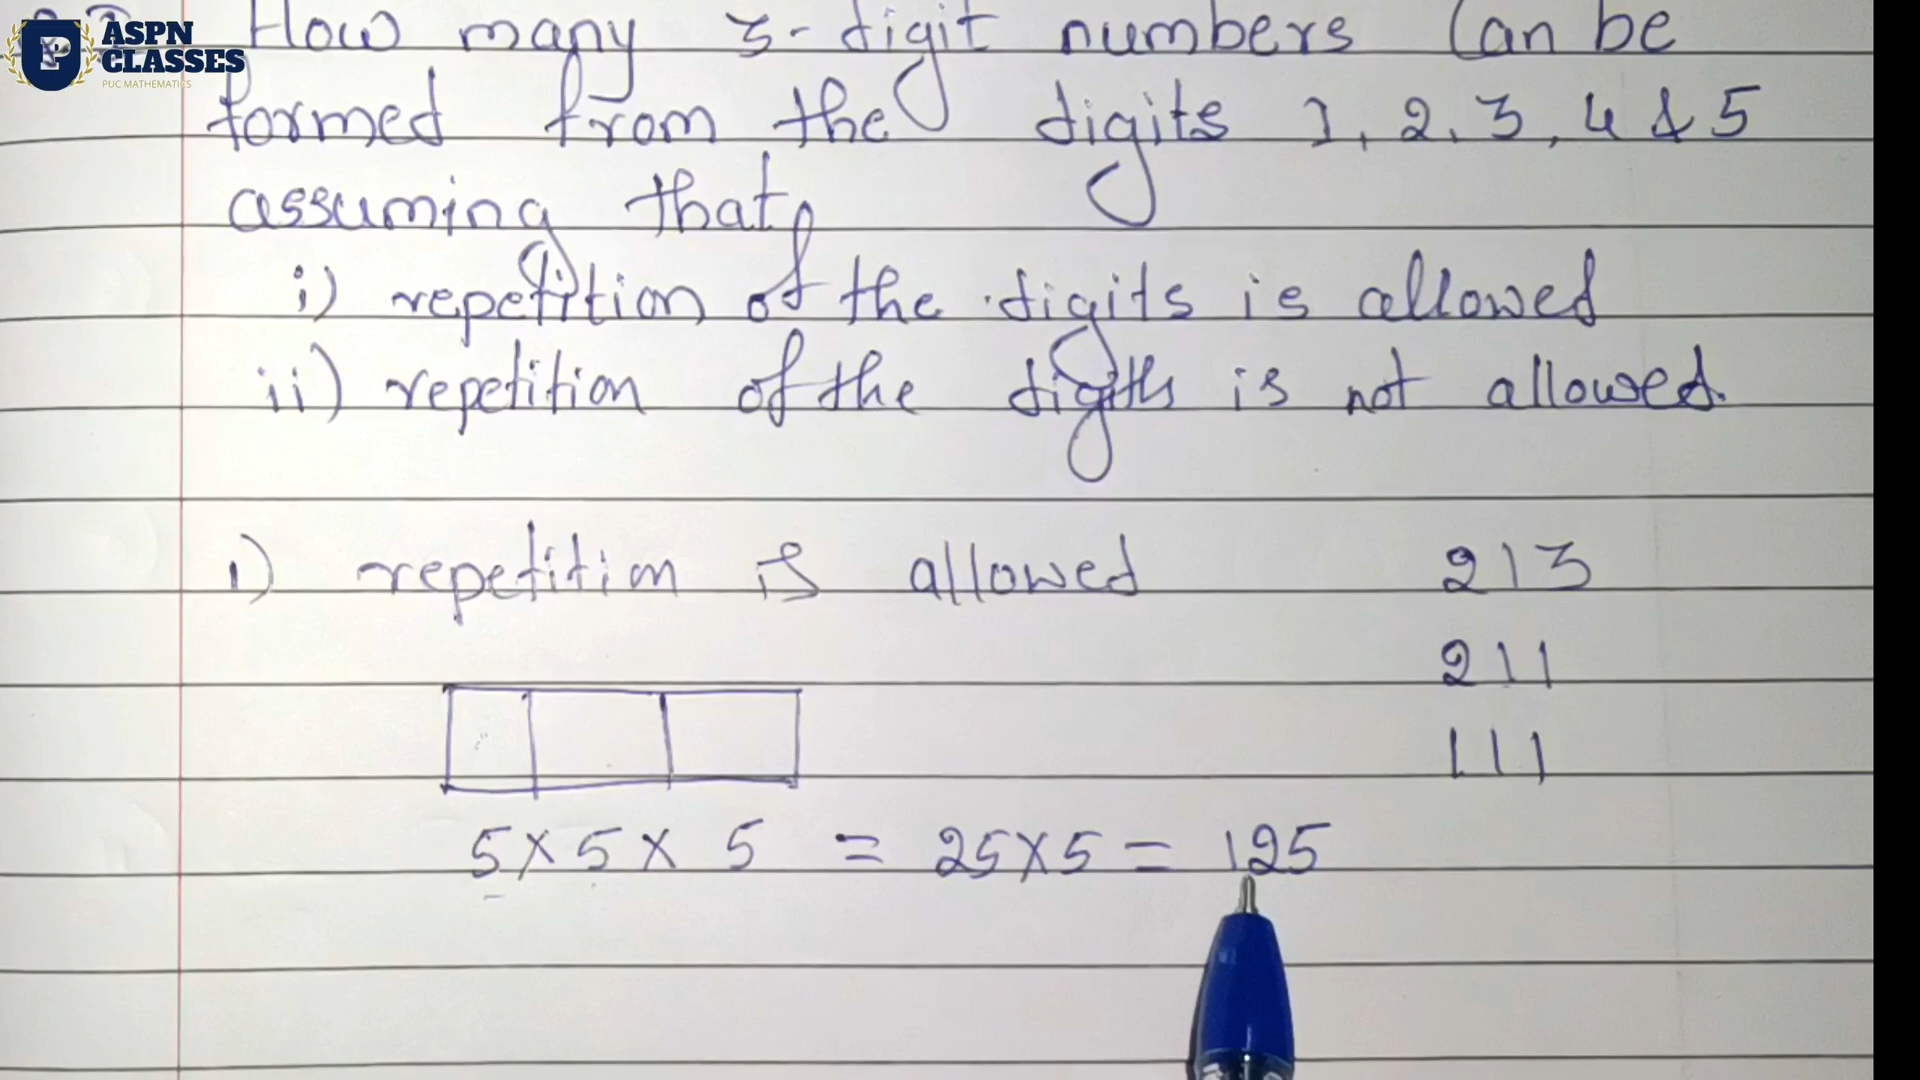 ASPN
CLASSES
PUC MATHEMATICS
How many 3-digit numbers can be
formed from the digits 1, 2, 3, 4 & 5
assuming that
i) repetition of the digits is allowed
ii) repetition of the digits is not allowed.
1) repetition is allowed 213
211
111
5 × 5 × 5 = 25 × 5 = 125